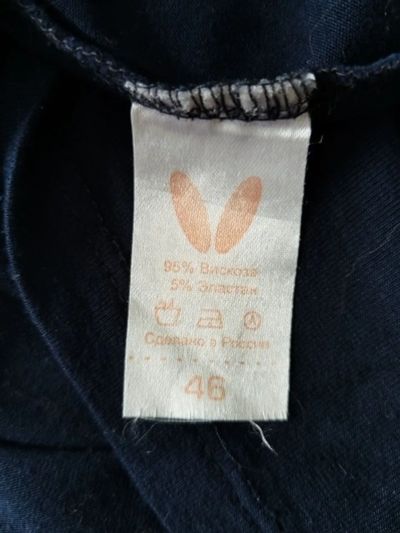 95% Вискоза
5% Эластан
Сделано в России
46